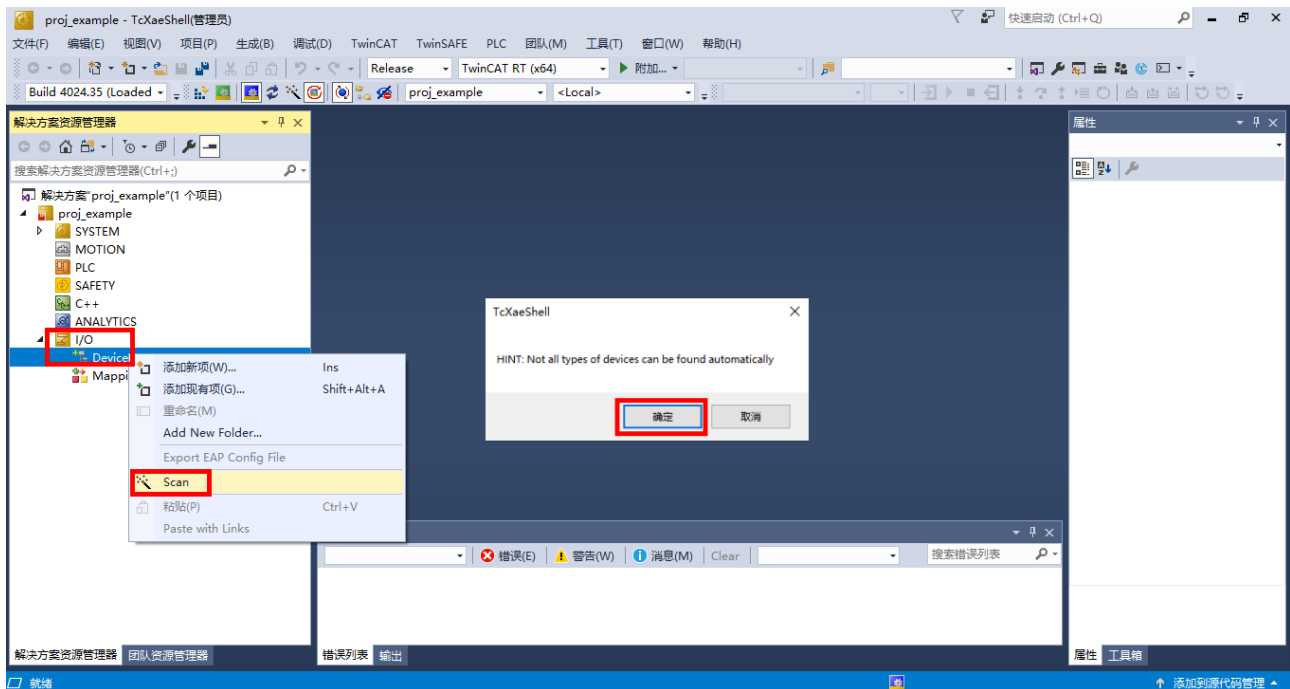 proj_example - TcXaeShell(管理员)
快速启动 (Ctrl+Q)
文件(F) 编辑(E) 视图(V) 项目(P) 生成(B) 调试(D) TwinCAT TwinSAFE PLC 团队(M) 工具(T) 窗口(W) 帮助(H)
Release TwinCAT RT (x64) 附加...
Build 4024.35 (Loaded proj_example <Local>
解决方案资源管理器
搜索解决方案资源管理器(Ctrl+;)
解决方案"proj_example"(1 个项目)
proj_example
SYSTEM
MOTION
PLC
SAFETY
C++
ANALYTICS
I/O
Device
Mappi
添加新项(W)... Ins
添加现有项(G)... Shift+Alt+A
重命名(M)
Add New Folder...
Export EAP Config File
Scan
粘贴(P) Ctrl+V
Paste with Links
TcXaeShell
HINT: Not all types of devices can be found automatically
确定 取消
错误(E) 警告(W) 消息(M) Clear 搜索错误列表
属性
解决方案资源管理器 团队资源管理器
错误列表 输出
属性 工具箱
就绪
添加到源代码管理